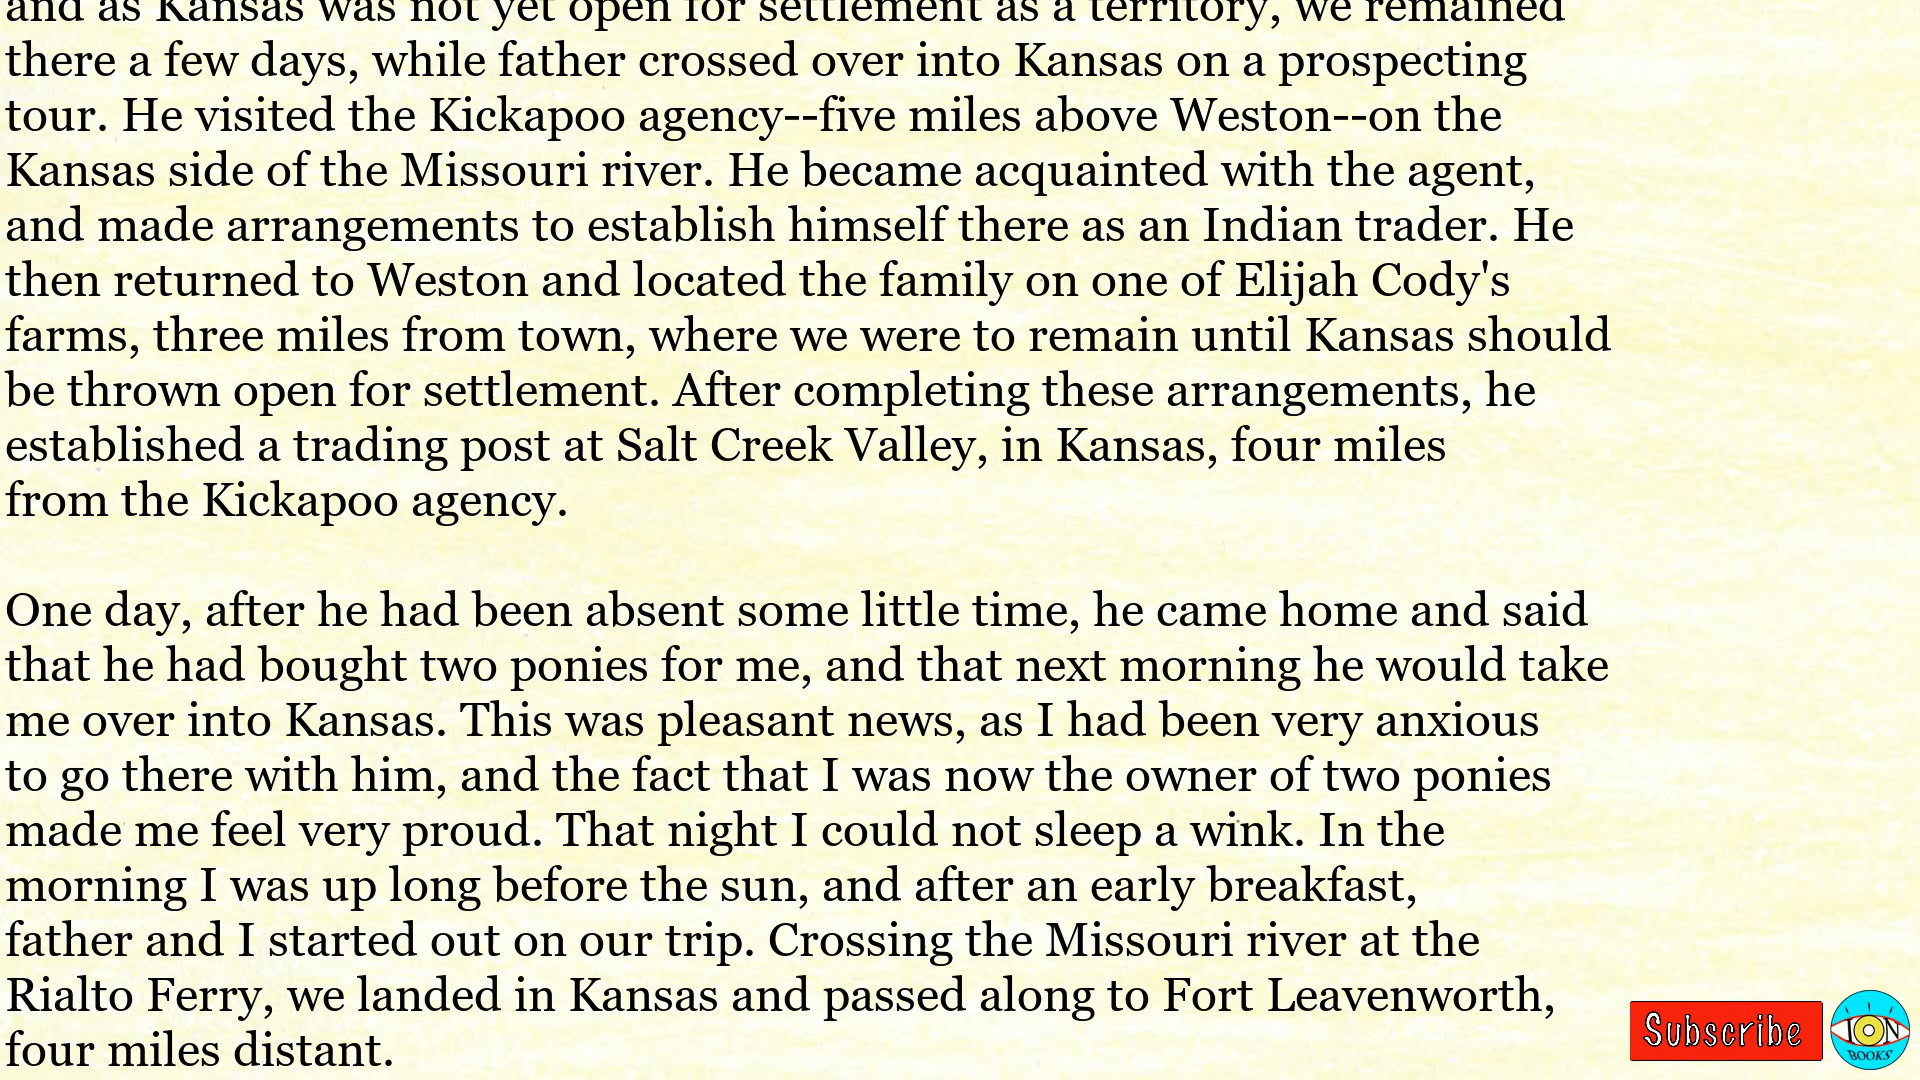 and as Kansas was not yet open for settlement as a territory, we remained
there a few days, while father crossed over into Kansas on a prospecting
tour. He visited the Kickapoo agency--five miles above Weston--on the
Kansas side of the Missouri river. He became acquainted with the agent,
and made arrangements to establish himself there as an Indian trader. He
then returned to Weston and located the family on one of Elijah Cody's
farms, three miles from town, where we were to remain until Kansas should
be thrown open for settlement. After completing these arrangements, he
established a trading post at Salt Creek Valley, in Kansas, four miles
from the Kickapoo agency.
One day, after he had been absent some little time, he came home and said
that he had bought two ponies for me, and that next morning he would take
me over into Kansas. This was pleasant news, as I had been very anxious
to go there with him, and the fact that I was now the owner of two ponies
made me feel very proud. That night I could not sleep a wink. In the
morning I was up long before the sun, and after an early breakfast,
father and I started out on our trip. Crossing the Missouri river at the
Rialto Ferry, we landed in Kansas and passed along to Fort Leavenworth,
four miles distant.
Subscribe
ION
BOOKS